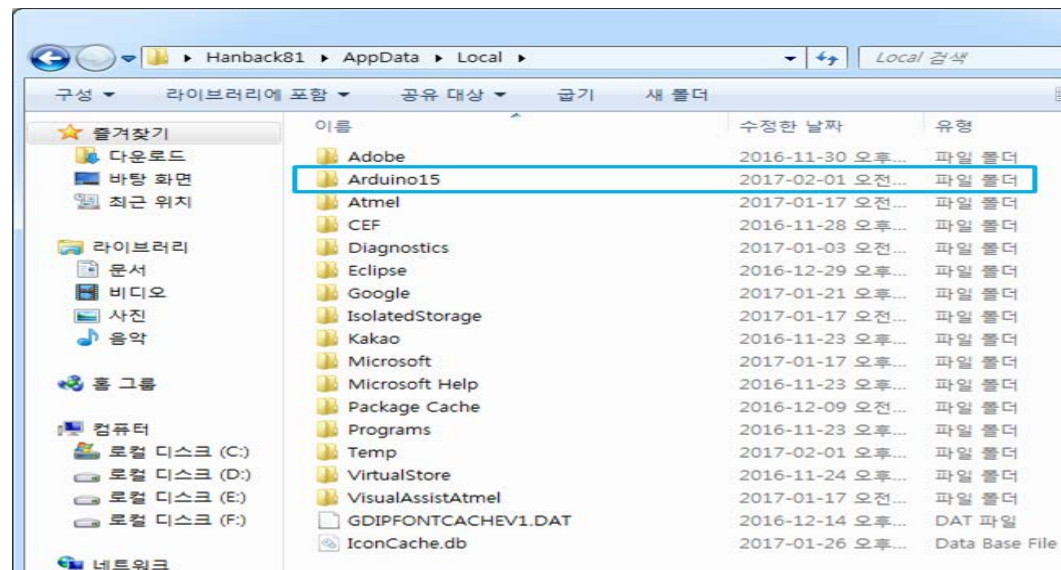 Hanback81 ▸ AppData ▸ Local ▸ Local 검색
구성 라이브러리에 포함 공유 대상 굽기 새 폴더
즐겨찾기
다운로드
바탕 화면
최근 위치
라이브러리
문서
비디오
사진
음악
홈 그룹
컴퓨터
로컬 디스크 (C:)
로컬 디스크 (D:)
로컬 디스크 (E:)
로컬 디스크 (F:)
네트워크
이름 수정한 날짜 유형
Adobe 2016-11-30 오후... 파일 폴더
Arduino15 2017-02-01 오전... 파일 폴더
Atmel 2017-01-17 오전... 파일 폴더
CEF 2016-11-28 오후... 파일 폴더
Diagnostics 2017-01-03 오전... 파일 폴더
Eclipse 2016-12-29 오후... 파일 폴더
Google 2017-01-21 오후... 파일 폴더
IsolatedStorage 2017-01-17 오전... 파일 폴더
Kakao 2016-11-23 오후... 파일 폴더
Microsoft 2017-01-17 오후... 파일 폴더
Microsoft Help 2016-11-23 오후... 파일 폴더
Package Cache 2016-12-09 오전... 파일 폴더
Programs 2016-11-23 오후... 파일 폴더
Temp 2017-02-01 오후... 파일 폴더
VirtualStore 2016-11-24 오후... 파일 폴더
VisualAssistAtmel 2017-01-17 오전... 파일 폴더
GDIPFONTCACHEV1.DAT 2016-12-14 오후... DAT 파일
IconCache.db 2017-01-26 오후... Data Base File